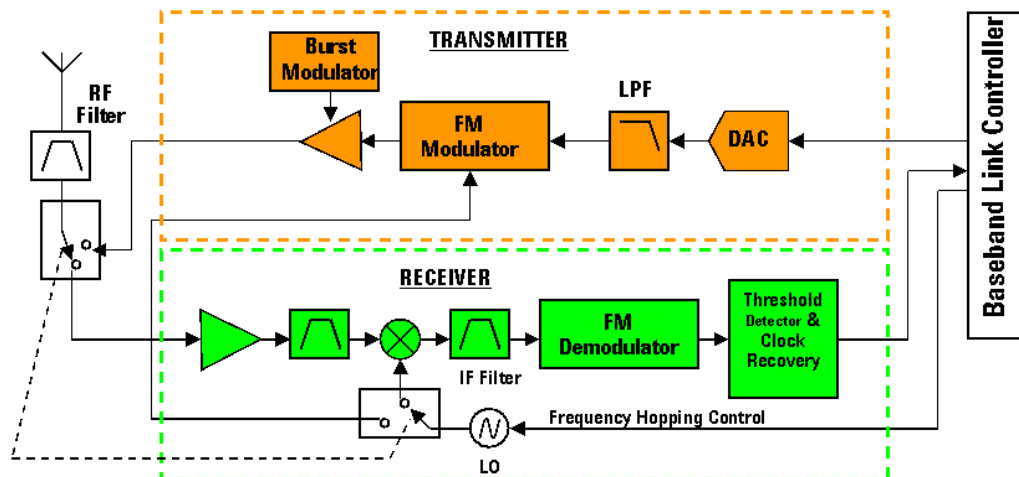 TRANSMITTER
Burst
Modulator
RF
Filter
FM
Modulator
LPF
DAC
Baseband Link Controller
RECEIVER
FM
Demodulator
Threshold
Detector &
Clock
Recovery
IF Filter
Frequency Hopping Control
LO